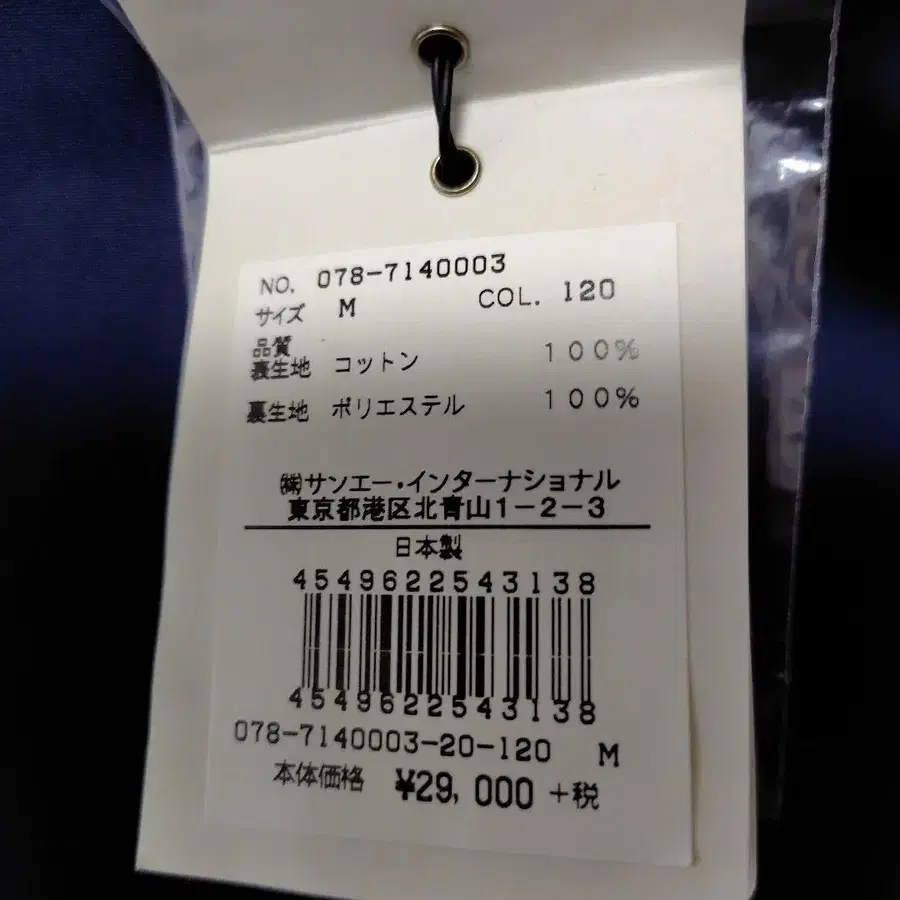 NO. 078-7140003
サイズ M COL. 120
品質
裏生地 コットン 100%
裏生地 ポリエステル 100%
㈱サンエー・インターナショナル
東京都港区北青山1-2-3
日本製
4549622543138
4549622543138
078-7140003-20-120 M
本体価格 ¥29,000 +税